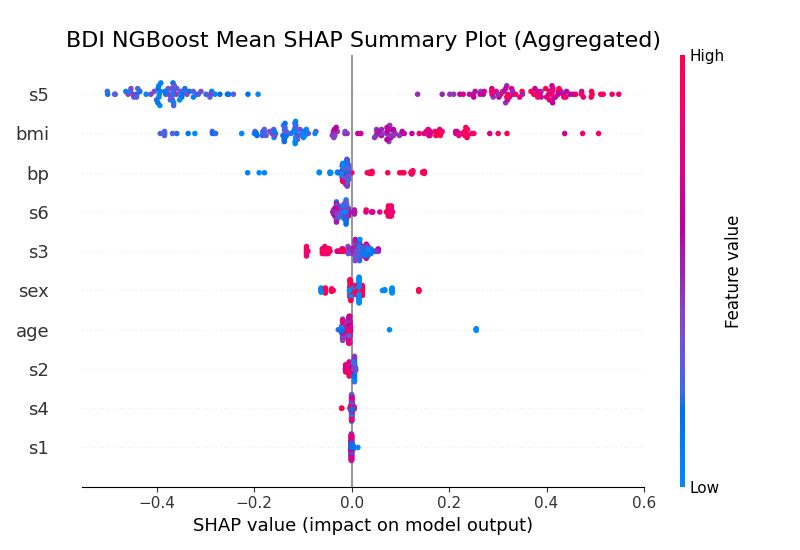 BDI NGBoost Mean SHAP Summary Plot (Aggregated)
High
s5
bmi
bp
s6
s3
sex
age
s2
s4
s1
Feature value
Low
−0.4 −0.2 0.0 0.2 0.4 0.6
SHAP value (impact on model output)